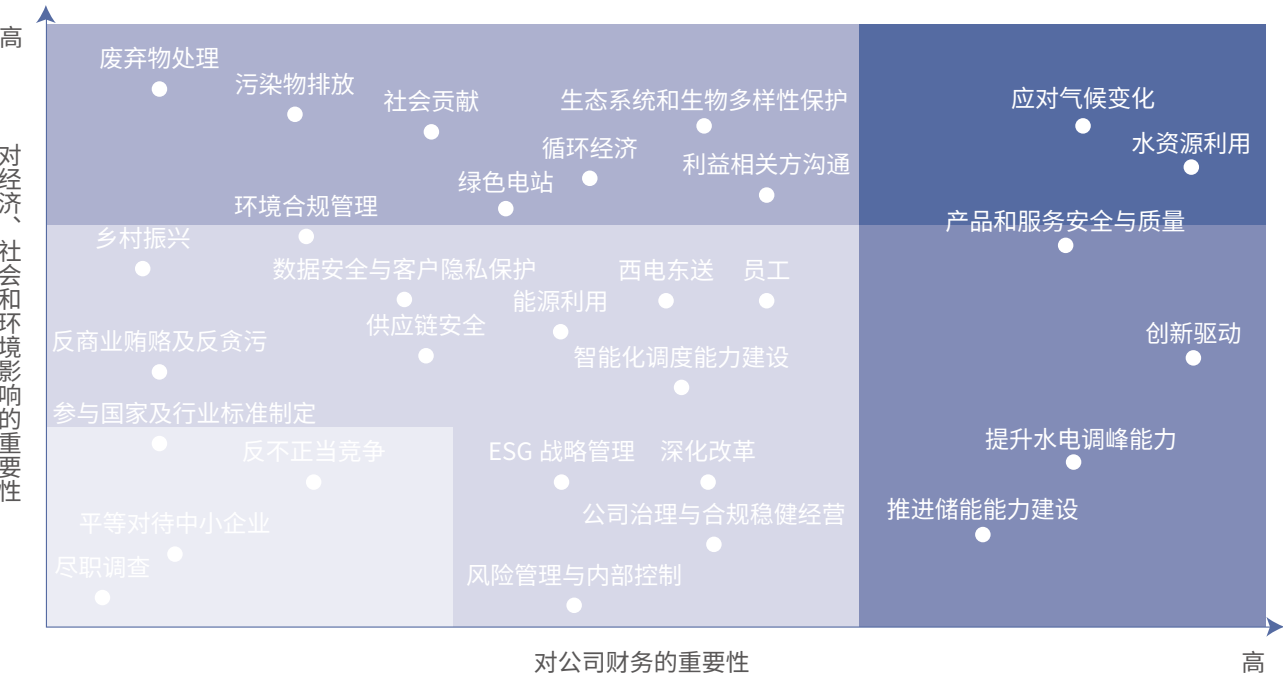 高
对经济、社会和环境影响的重要性
废弃物处理
污染物排放
社会贡献
生态系统和生物多样性保护
应对气候变化
水资源利用
循环经济
利益相关方沟通
绿色电站
环境合规管理
产品和服务安全与质量
乡村振兴
数据安全与客户隐私保护
西电东送
员工
能源利用
供应链安全
创新驱动
反商业贿赂及反贪污
智能化调度能力建设
参与国家及行业标准制定
提升水电调峰能力
反不正当竞争
ESG 战略管理
深化改革
推进储能能力建设
公司治理与合规稳健经营
平等对待中小企业
尽职调查
风险管理与内部控制
对公司财务的重要性
高